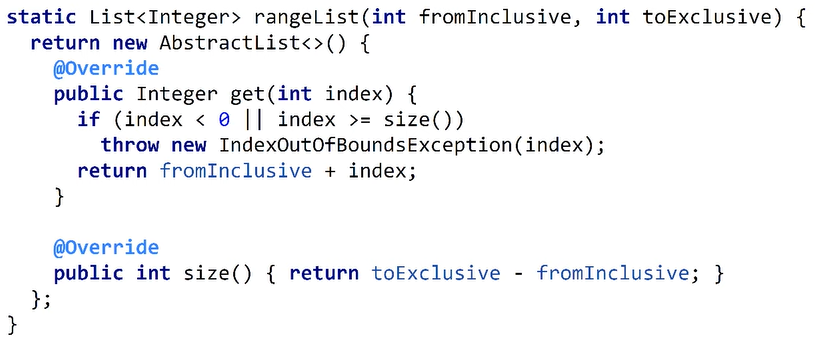 static List<Integer> rangeList(int fromInclusive, int toExclusive) {
  return new AbstractList<>() {
    @Override
    public Integer get(int index) {
      if (index < 0 || index >= size())
        throw new IndexOutOfBoundsException(index);
      return fromInclusive + index;
    }

    @Override
    public int size() { return toExclusive - fromInclusive; }
  };
}